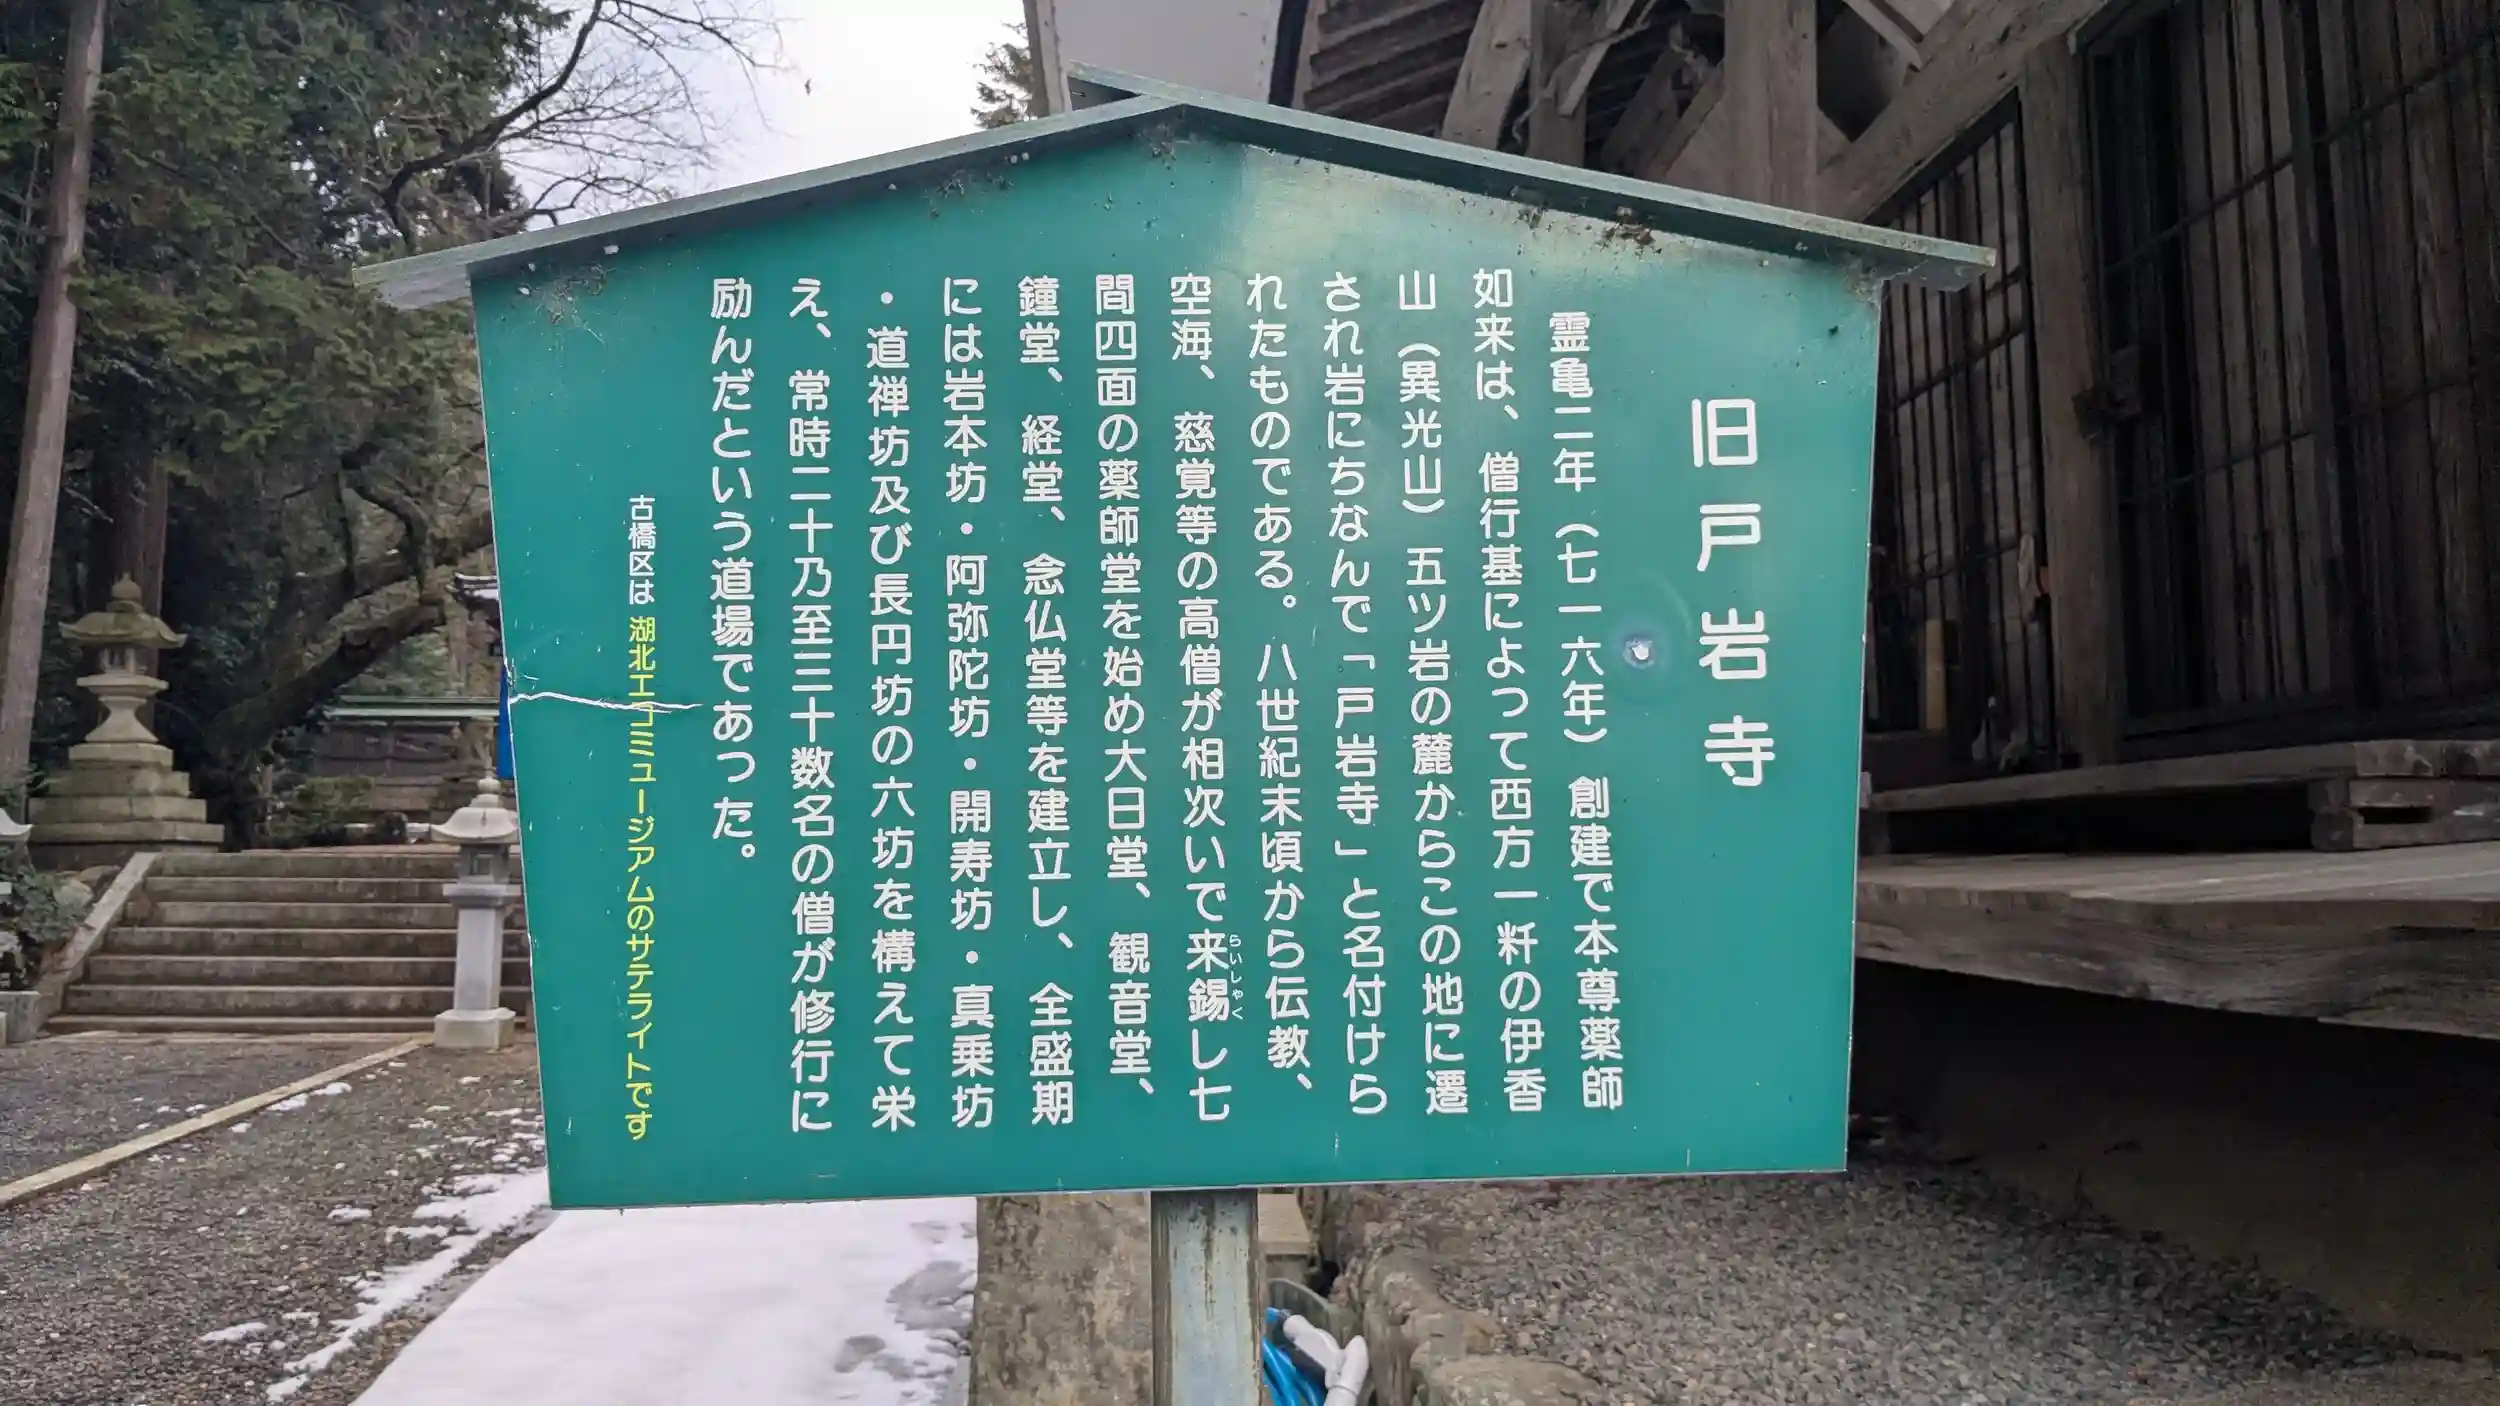 旧戸岩寺
霊亀二年（七一六年）創建で本尊薬師
如来は、僧行基によって西方一粁の伊香
山（異光山）五ツ岩の麓からこの地に遷
され岩にちなんで「戸岩寺」と名付けら
れたものである。八世紀末頃から伝教、
空海、慈覚等の高僧が相次いで来錫し七
らいしゃく
間四面の薬師堂を始め大日堂、観音堂、
鐘堂、経堂、念仏堂等を建立し、全盛期
には岩本坊・阿弥陀坊・開寿坊・真乗坊
・道禅坊及び長円坊の六坊を構えて栄
え、常時二十乃至三十数名の僧が修行に
励んだという道場であった。
古橋区は 湖北エコミュージアムのサテライトです